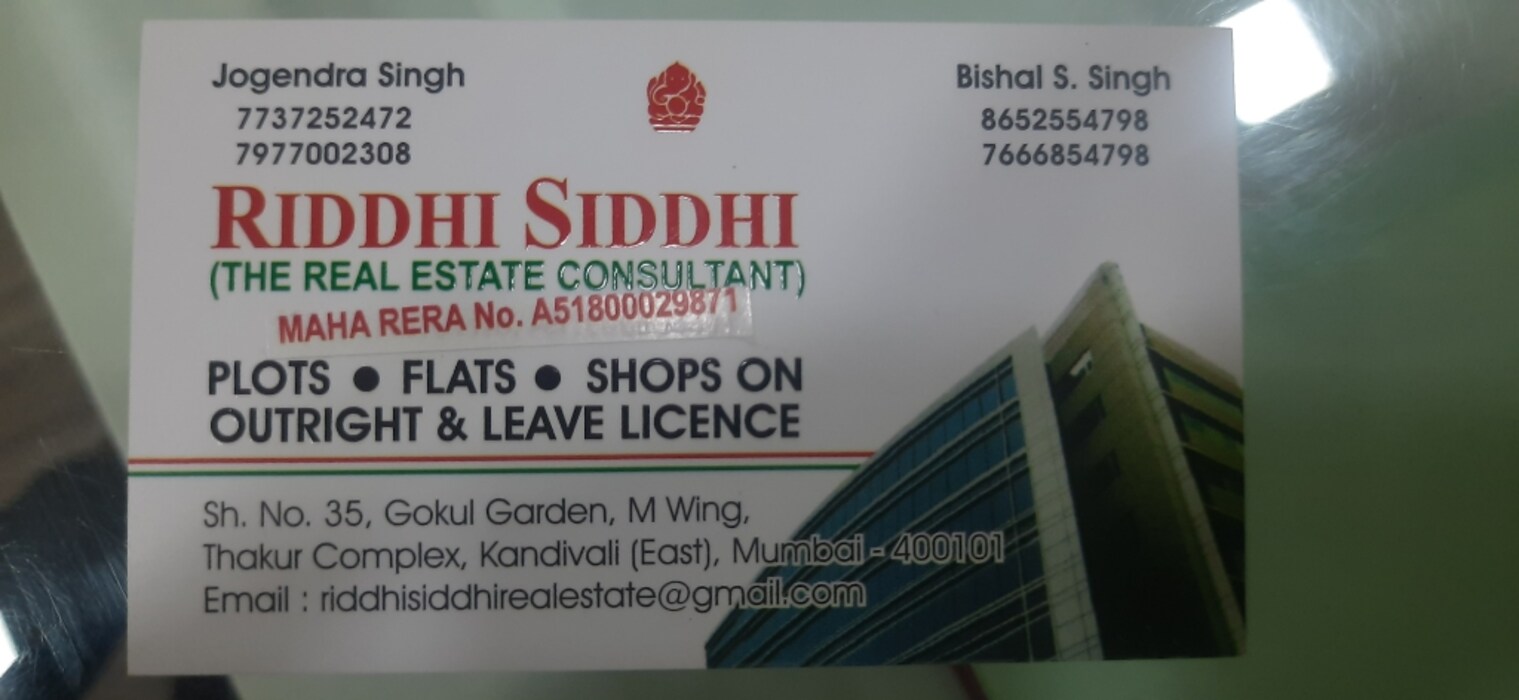 Jogendra Singh
7737252472
7977002308
Bishal S. Singh
8652554798
7666854798
RIDDHI SIDDHI
(THE REAL ESTATE CONSULTANT)
MAHA RERA No. A51800029871
PLOTS ● FLATS ● SHOPS ON
OUTRIGHT & LEAVE LICENCE
Sh. No. 35, Gokul Garden, M Wing,
Thakur Complex, Kandivali (East), Mumbai - 400101
Email : riddhisiddhirealestate@gmail.com